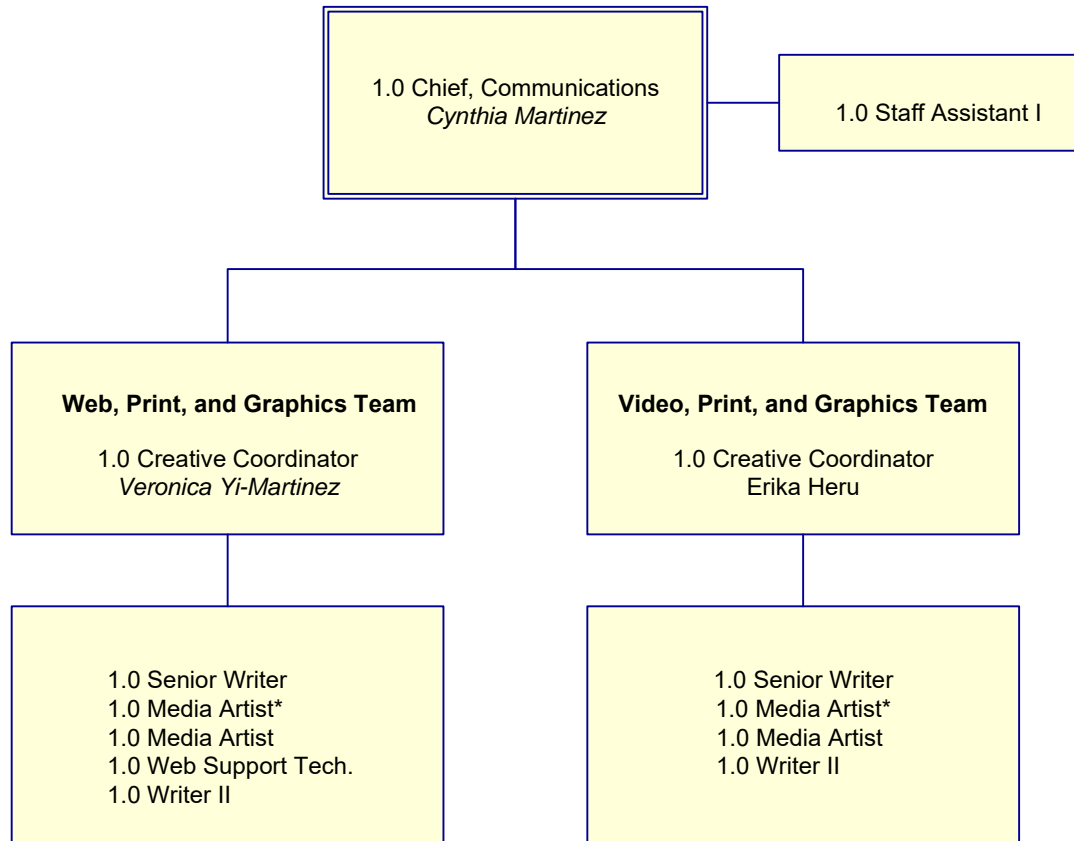 1.0 Chief, Communications
Cynthia Martinez
1.0 Staff Assistant I
Web, Print, and Graphics Team
1.0 Creative Coordinator
Veronica Yi-Martinez
Video, Print, and Graphics Team
1.0 Creative Coordinator
Erika Heru
1.0 Senior Writer
1.0 Media Artist*
1.0 Media Artist
1.0 Web Support Tech.
1.0 Writer II
1.0 Senior Writer
1.0 Media Artist*
1.0 Media Artist
1.0 Writer II